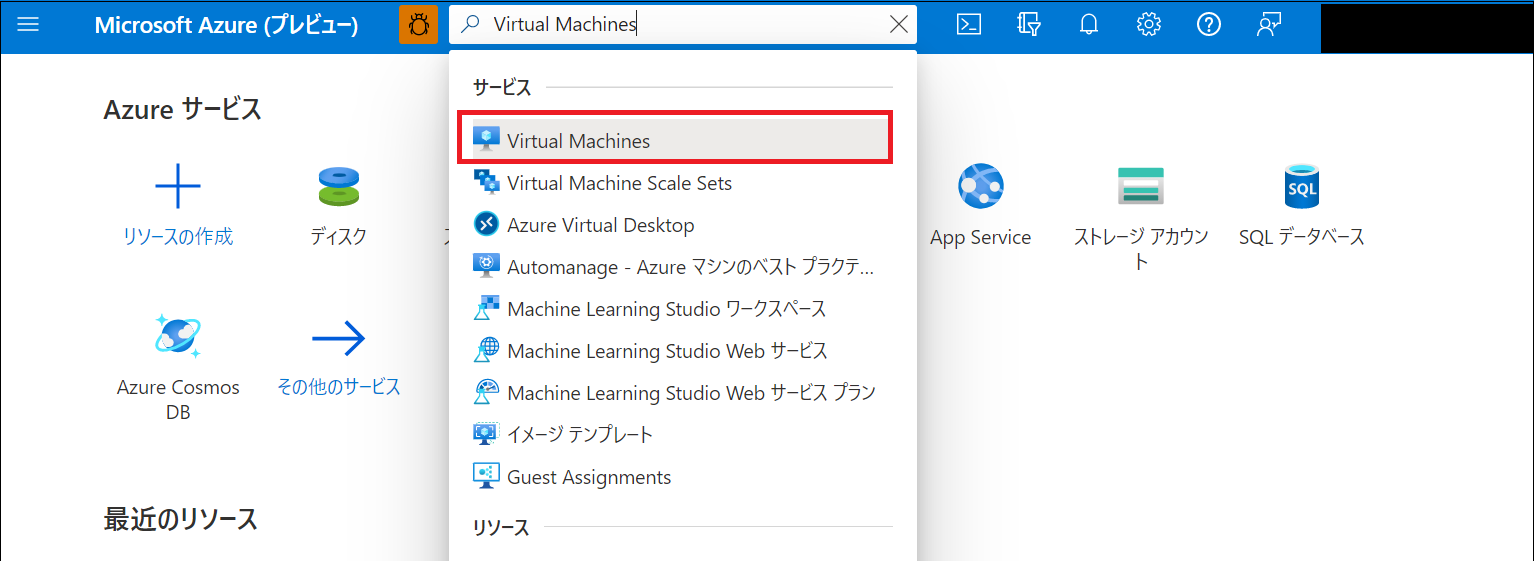 Microsoft Azure (プレビュー)
Virtual Machines
Azure サービス
リソースの作成
ディスク
App Service
ストレージ アカウン
ト
SQL
SQL データベース
Azure Cosmos
DB
その他のサービス
最近のリソース
サービス
Virtual Machines
Virtual Machine Scale Sets
Azure Virtual Desktop
Automanage - Azure マシンのベスト プラクテ...
Machine Learning Studio ワークスペース
Machine Learning Studio Web サービス
Machine Learning Studio Web サービス プラン
イメージ テンプレート
Guest Assignments
リソース